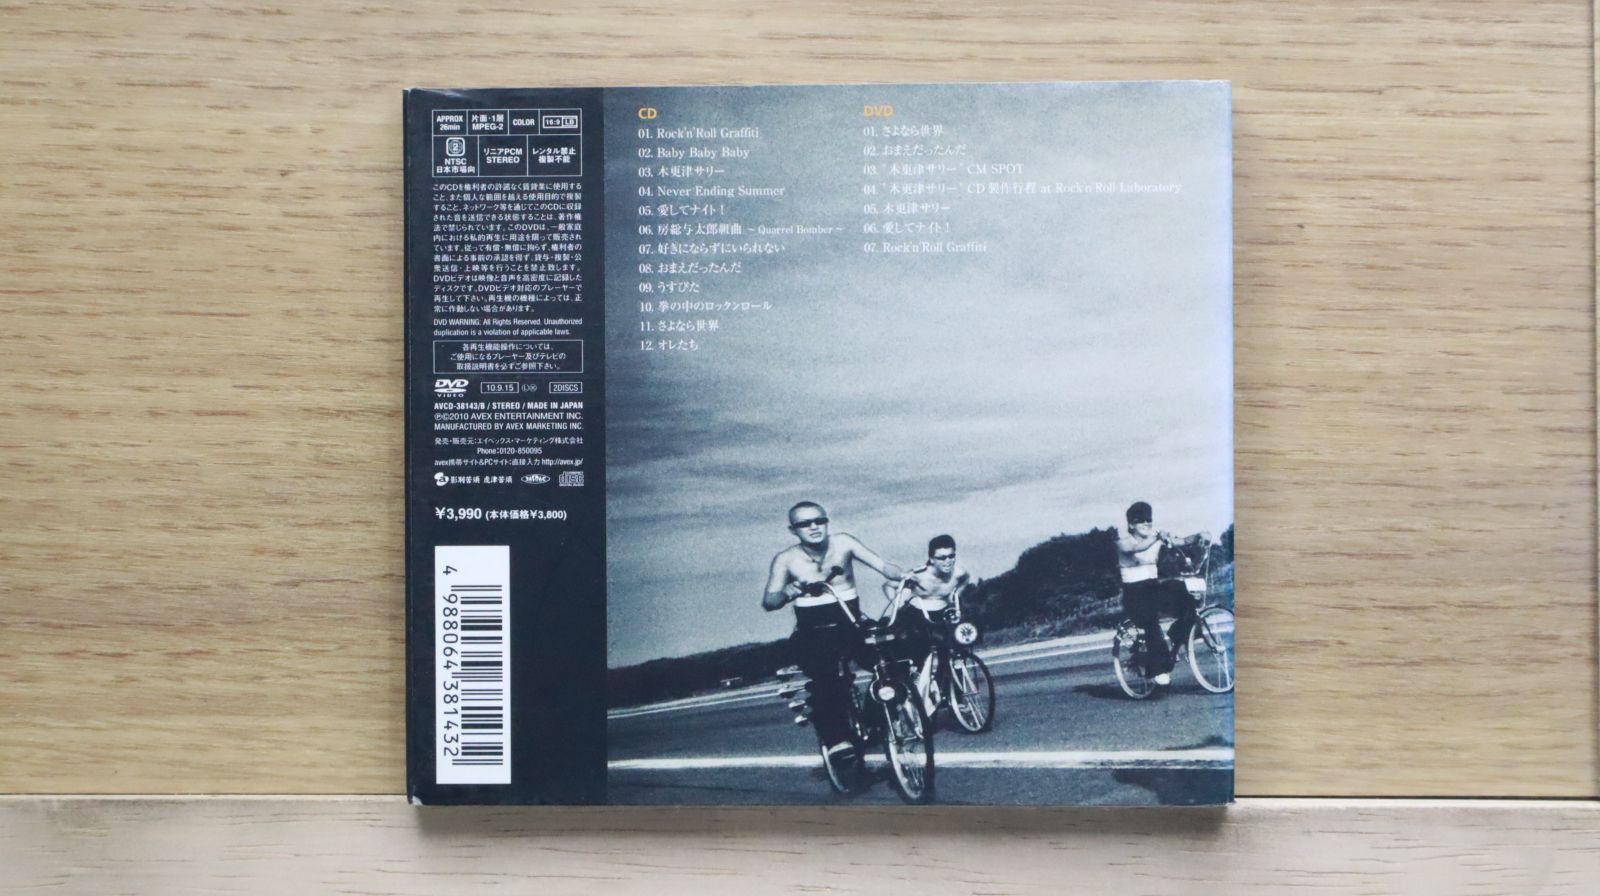 APPROX 26min
片面・1層 MPEG-2
COLOR
16:9 LB
2
NTSC 日本市場向
リニアPCM STEREO
レンタル禁止 複製不能
このCDを権利者の許諾なく賃貸業に使用する
こと、また個人な範囲を越える使用目的で複製
すること、ネットワーク等を通じてこのCDに収録
された音を送信できる状態することは、著作権
法で禁じられています。このDVDは、一般家庭
内における私的再生に用途を限って販売され
ています。従って有償・無償に拘らず、権利者の
書面による事前の承認を得ず、貸与・複製・公
衆送信・上映等を行うことを禁止致します。
DVDビデオは映像と音声を高密度に記録した
ディスクです。DVDビデオ対応のプレーヤーで
再生して下さい。再生機の機種によっては、正
常に作動しない場合があります。
DVD WARNING: All Rights Reserved. Unauthorized
duplication is a violation of applicable laws.
各再生機能操作については、
ご使用になるプレーヤー及びテレビの
取扱説明書を必ずご参照下さい。
DVD VIDEO
10.9.15
2DISCS
AVCD-38143/B / STEREO / MADE IN JAPAN
Ⓟ©2010 AVEX ENTERTAINMENT INC.
MANUFACTURED BY AVEX MARKETING INC.
発売・販売元:エイベックス・マーケティング株式会社
Phone:0120-850095
avex携帯サイト&PCサイト:直接入力 http://avex.jp/
¥3,990 (本体価格¥3,800)
4 988064 381432
CD
01. Rock'n'Roll Graffiti
02. Baby Baby Baby
03. 木更津サリー
04. Never Ending Summer
05. 愛してナイト!
06. 房総与太郎組曲 ～Quarrel Bomber～
07. 好きにならずにいられない
08. おまえだったんだ
09. うすぴた
10. 拳の中のロックンロール
11. さよなら世界
12. オレたち
DVD
01. さよなら世界
02. おまえだったんだ
03. "木更津サリー" CM SPOT
04. "木更津サリー" CD 製作行程 at Rock'n'Roll Laboratory
05. 木更津サリー
06. 愛してナイト!
07. Rock'n'Roll Graffiti